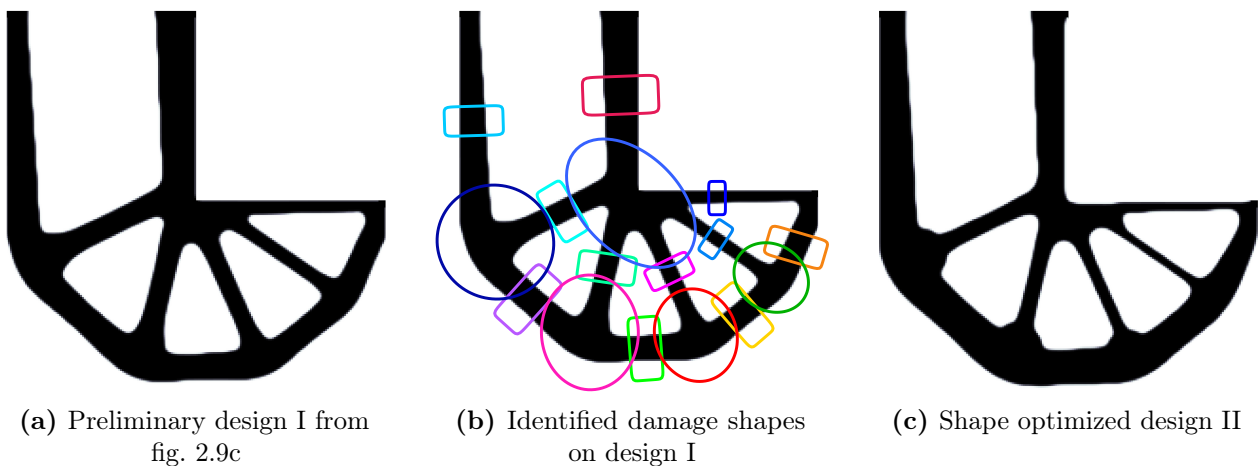 (a) Preliminary design I from
fig. 2.9c
(b) Identified damage shapes
on design I
(c) Shape optimized design II